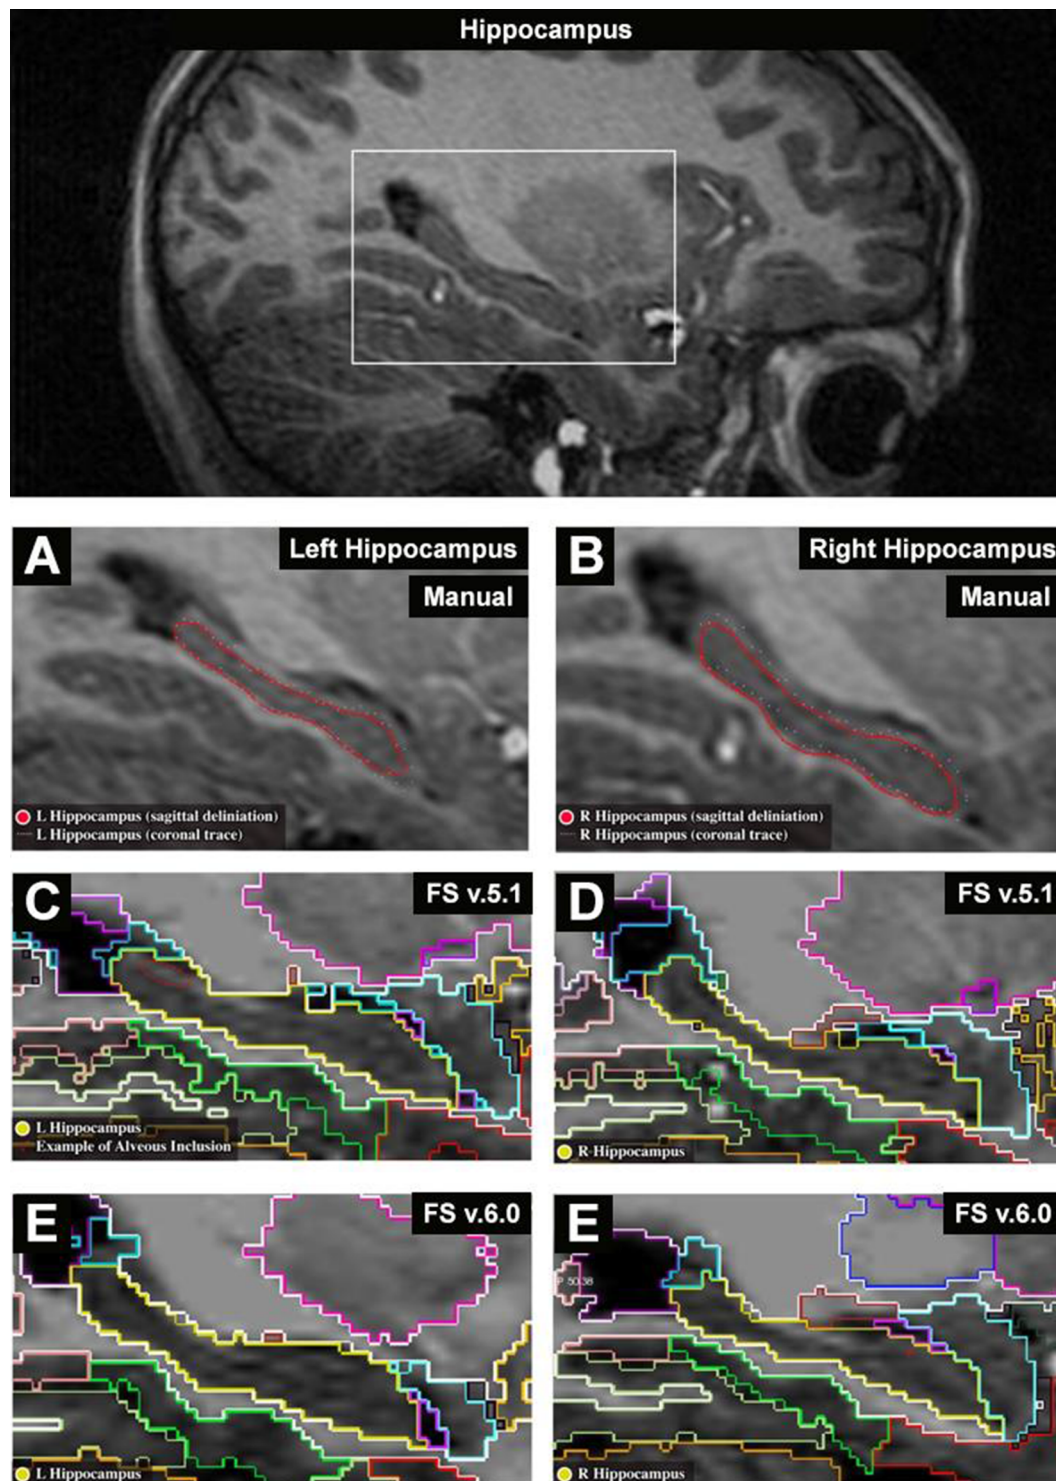 Hippocampus
A
Left Hippocampus
Manual
L Hippocampus (sagittal deliniation)
L Hippocampus (coronal trace)
B
Right Hippocampus
Manual
R Hippocampus (sagittal deliniation)
R Hippocampus (coronal trace)
C
FS v.5.1
L Hippocampus
Example of Alveous Inclusion
D
FS v.5.1
R Hippocampus
E
FS v.6.0
L Hippocampus
E
FS v.6.0
P 50.38
R Hippocampus